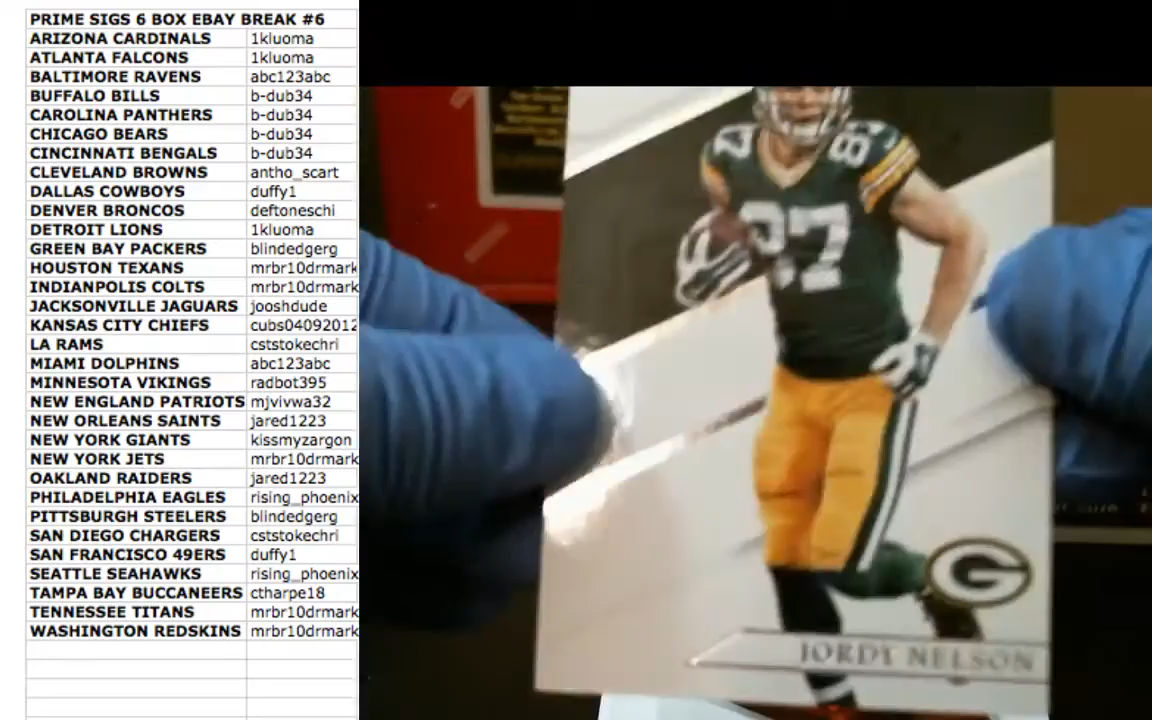 PRIME SIGS 6 BOX EBAY BREAK #6
ARIZONA CARDINALS 1kluoma
ATLANTA FALCONS 1kluoma
BALTIMORE RAVENS abc123abc
BUFFALO BILLS b-dub34
CAROLINA PANTHERS b-dub34
CHICAGO BEARS b-dub34
CINCINNATI BENGALS b-dub34
CLEVELAND BROWNS antho_scart
DALLAS COWBOYS duffy1
DENVER BRONCOS deftoneschi
DETROIT LIONS 1kluoma
GREEN BAY PACKERS blindedgerg
HOUSTON TEXANS mrbr10drmark
INDIANPOLIS COLTS mrbr10drmark
JACKSONVILLE JAGUARS jooshdude
KANSAS CITY CHIEFS cubs04092012
LA RAMS cststokechri
MIAMI DOLPHINS abc123abc
MINNESOTA VIKINGS radbot395
NEW ENGLAND PATRIOTS mjvivwa32
NEW ORLEANS SAINTS jared1223
NEW YORK GIANTS kissmyzargon
NEW YORK JETS mrbr10drmark
OAKLAND RAIDERS jared1223
PHILADELPHIA EAGLES rising_phoenix
PITTSBURGH STEELERS blindedgerg
SAN DIEGO CHARGERS cststokechri
SAN FRANCISCO 49ERS duffy1
SEATTLE SEAHAWKS rising_phoenix
TAMPA BAY BUCCANEERS ctharpe18
TENNESSEE TITANS mrbr10drmark
WASHINGTON REDSKINS mrbr10drmark
87 87
87
G
JORDY NELSON